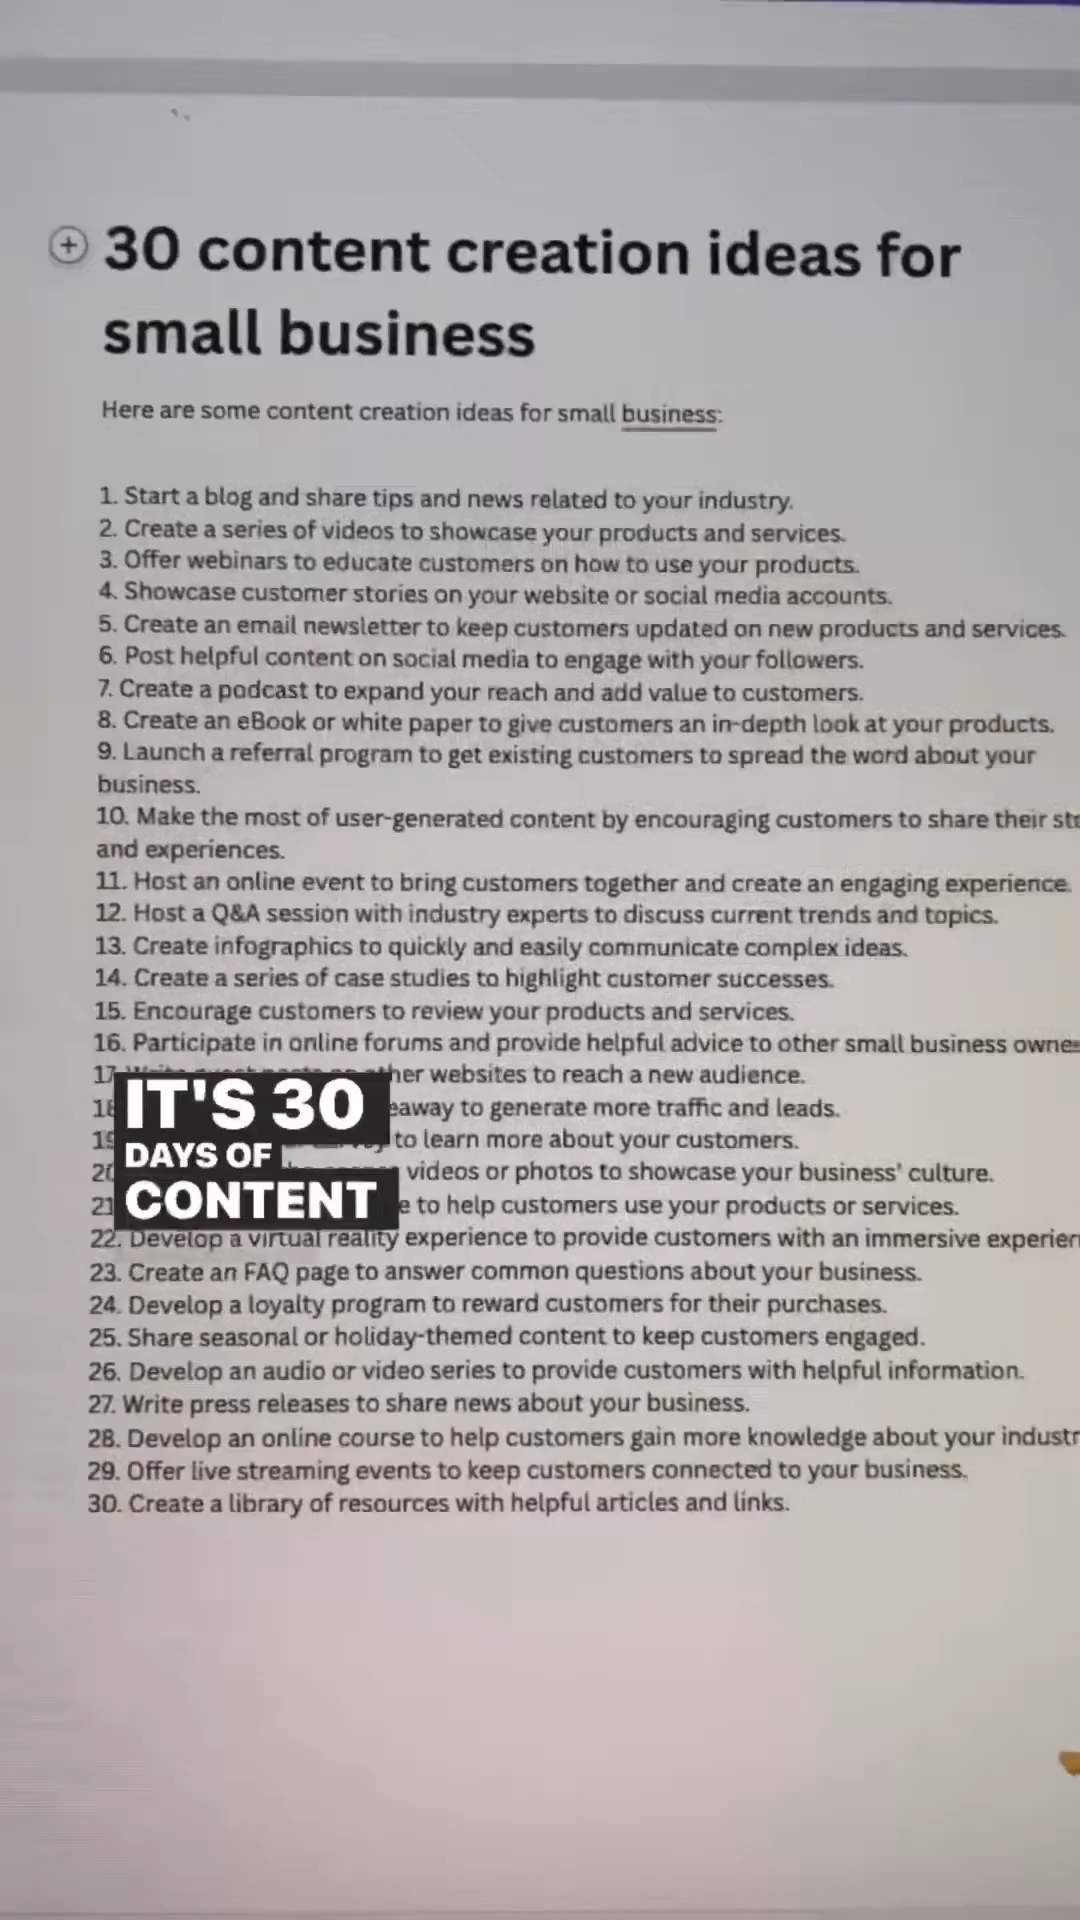 30 content creation ideas for
small business
Here are some content creation ideas for small business:
1. Start a blog and share tips and news related to your industry.
2. Create a series of videos to showcase your products and services.
3. Offer webinars to educate customers on how to use your products.
4. Showcase customer stories on your website or social media accounts.
5. Create an email newsletter to keep customers updated on new products and services.
6. Post helpful content on social media to engage with your followers.
7. Create a podcast to expand your reach and add value to customers.
8. Create an eBook or white paper to give customers an in-depth look at your products.
9. Launch a referral program to get existing customers to spread the word about your
business.
10. Make the most of user-generated content by encouraging customers to share their
and experiences.
11. Host an online event to bring customers together and create an engaging experience.
12. Host a Q&A session with industry experts to discuss current trends and topics.
13. Create infographics to quickly and easily communicate complex ideas.
14. Create a series of case studies to highlight customer successes.
15. Encourage customers to review your products and services.
16. Participate in online forums and provide helpful advice to other small business
17. websites to reach a new audience.
to generate more traffic and leads.
to learn more about your customers.
videos or photos to showcase your business' culture.
21 to help customers use your products or services.
IT'S 30
DAYS OF
CONTENT
22. Develop a virtual reality experience to provide customers with an immersive
23. Create an FAQ page to answer common questions about your business.
24. Develop a loyalty program to reward customers for their purchases.
25. Share seasonal or holiday-themed content to keep customers engaged.
26. Develop an audio or video series to provide customers with helpful information.
27. Write press releases to share news about your business.
28. Develop an online course to help customers gain more knowledge about your
29. Offer live streaming events to keep customers connected to your business.
30. Create a library of resources with helpful articles and links.